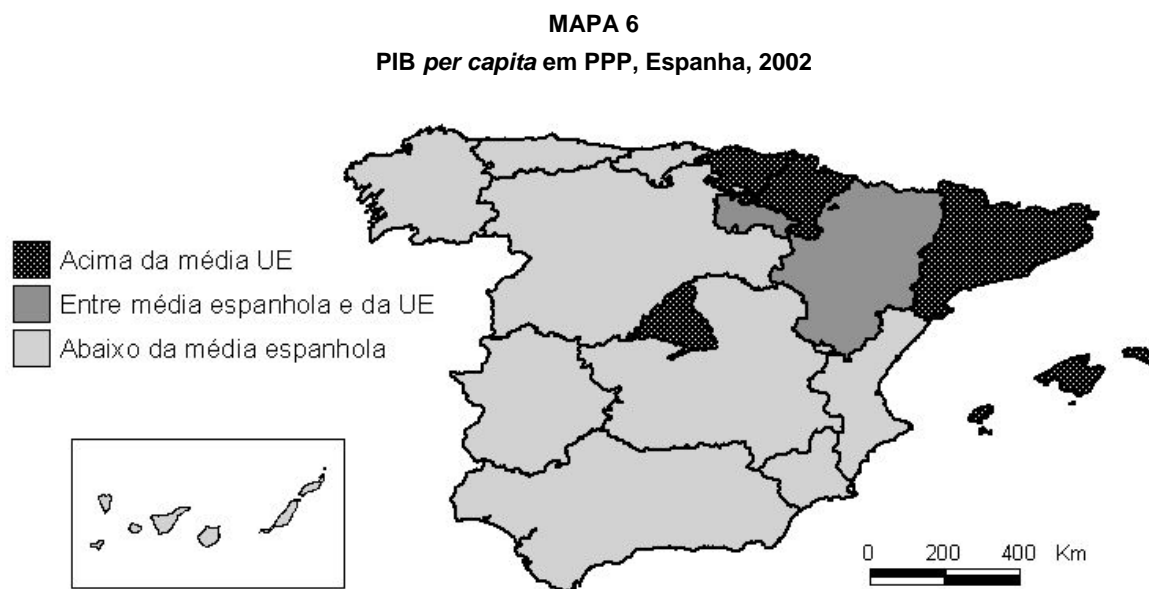 MAPA 6
PIB per capita em PPP, Espanha, 2002
Acima da média UE
Entre média espanhola e da UE
Abaixo da média espanhola
0 200 400 Km